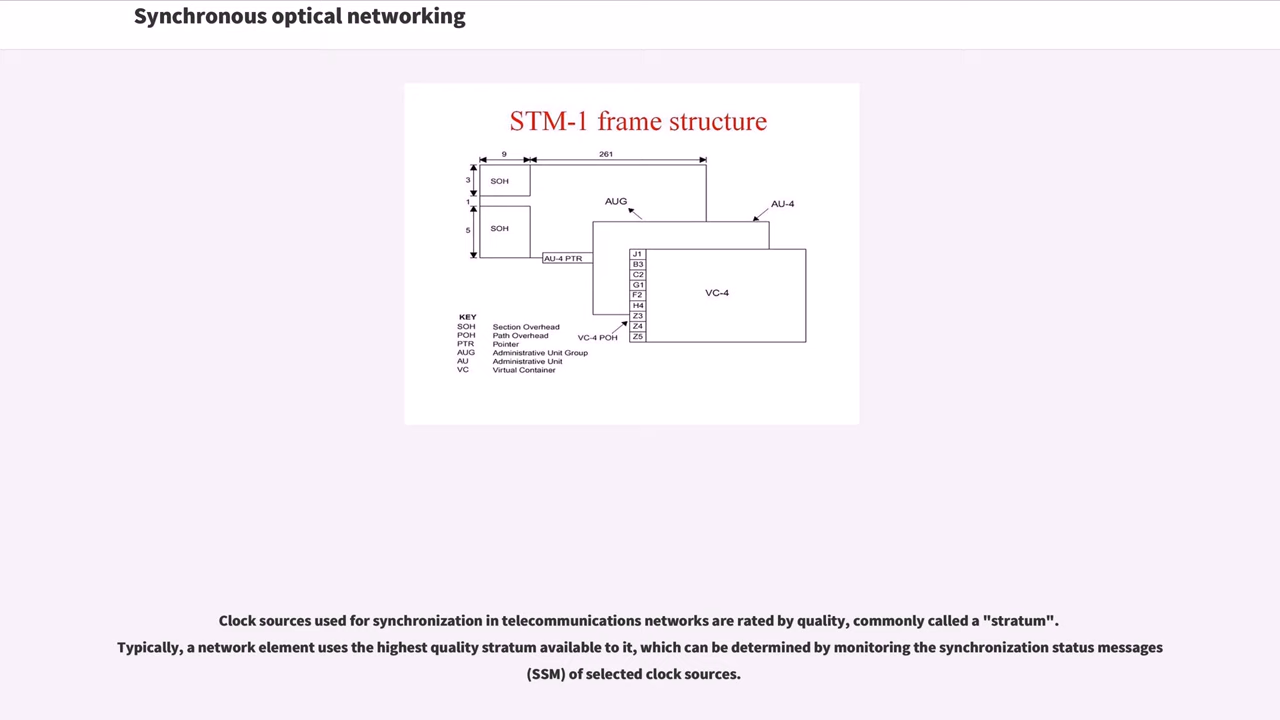 Synchronous optical networking
STM-1 frame structure
9
261
3
SOH
1
AUG
AU-4
5
SOH
AU-4 PTR
J1
B3
C2
G1
F2
H4
Z3
Z4
Z5
VC-4
VC-4 POH
KEY
SOH Section Overhead
POH Path Overhead
PTR Pointer
AUG Administrative Unit Group
AU Administrative Unit
VC Virtual Container
Clock sources used for synchronization in telecommunications networks are rated by quality, commonly called a "stratum".
Typically, a network element uses the highest quality stratum available to it, which can be determined by monitoring the synchronization status messages
(SSM) of selected clock sources.